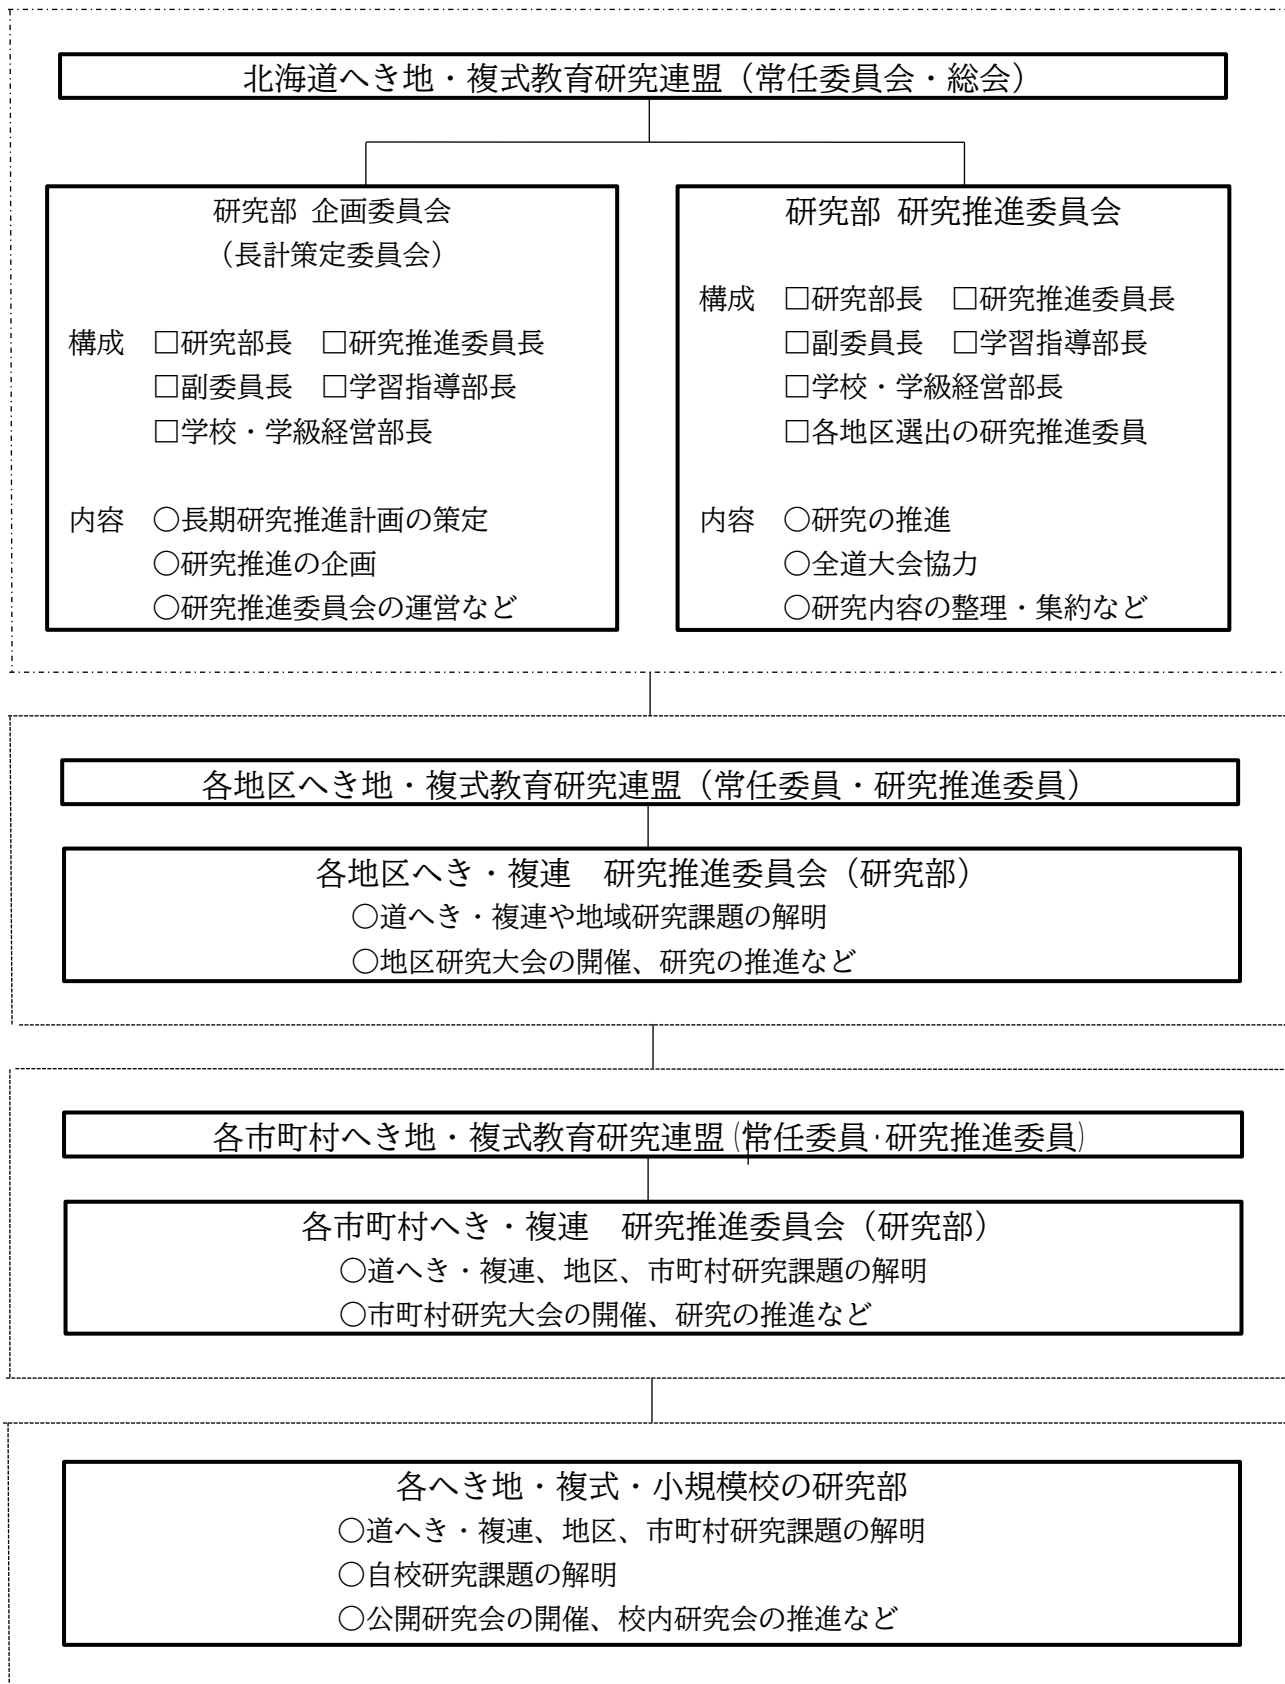 北海道へき地・複式教育研究連盟（常任委員会・総会）
研究部 企画委員会
（長計策定委員会）
構成 □研究部長 □研究推進委員長
□副委員長 □学習指導部長
□学校・学級経営部長
内容 ○長期研究推進計画の策定
○研究推進の企画
○研究推進委員会の運営など
研究部 研究推進委員会
構成 □研究部長 □研究推進委員長
□副委員長 □学習指導部長
□学校・学級経営部長
□各地区選出の研究推進委員
内容 ○研究の推進
○全道大会協力
○研究内容の整理・集約など
各地区へき地・複式教育研究連盟（常任委員・研究推進委員）
各地区へき・複連 研究推進委員会（研究部）
○道へき・複連や地域研究課題の解明
○地区研究大会の開催、研究の推進など
各市町村へき地・複式教育研究連盟(常任委員・研究推進委員)
各市町村へき・複連 研究推進委員会（研究部）
○道へき・複連、地区、市町村研究課題の解明
○市町村研究大会の開催、研究の推進など
各へき地・複式・小規模校の研究部
○道へき・複連、地区、市町村研究課題の解明
○自校研究課題の解明
○公開研究会の開催、校内研究会の推進など